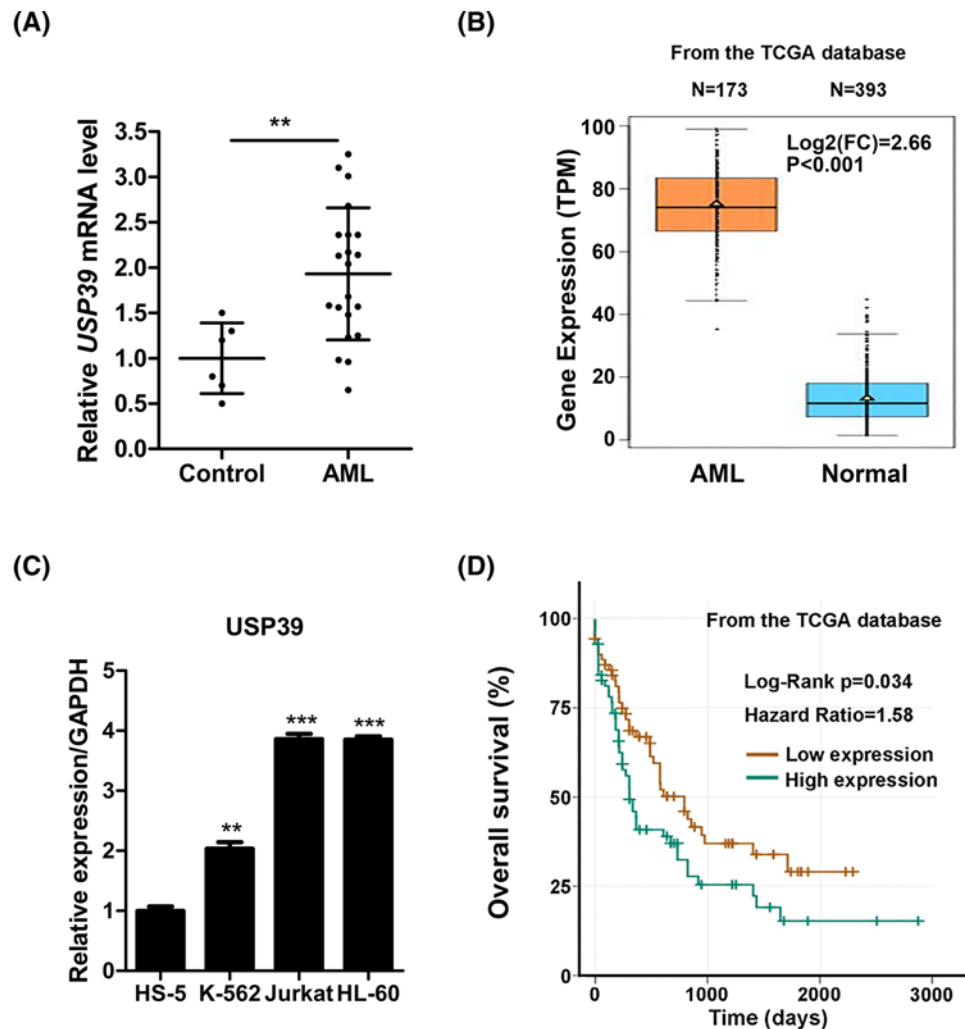 (A)
**
Relative USP39 mRNA level
3.5
3.0
2.5
2.0
1.5
1.0
0.5
0.0
Control AML
(B)
From the TCGA database
N=173 N=393
Log2(FC)=2.66
P<0.001
Gene Expression (TPM)
100
80
60
40
20
0
AML Normal
(C)
USP39
Relative expression/GAPDH
5
4
3
2
1
0
** *** ***
HS-5 K-562 Jurkat HL-60
(D)
From the TCGA database
Log-Rank p=0.034
Hazard Ratio=1.58
Low expression
High expression
Overall survival (%)
100
75
50
25
0
0 1000 2000 3000
Time (days)